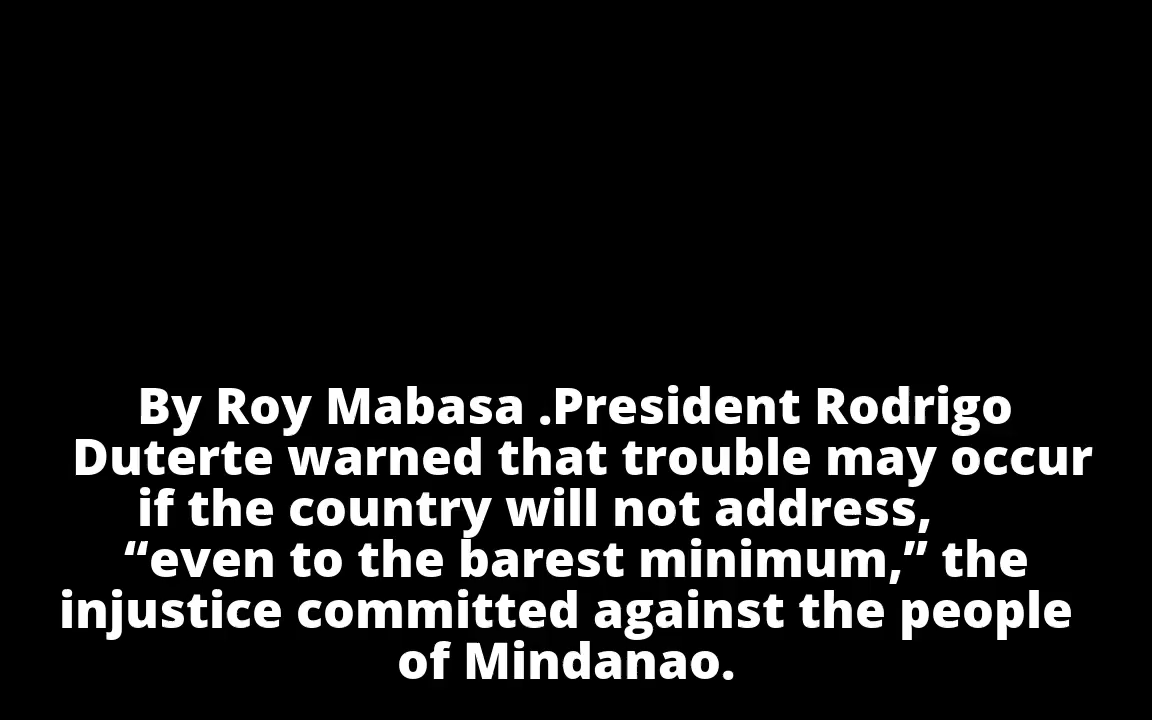 By Roy Mabasa .President Rodrigo
Duterte warned that trouble may occur
if the country will not address,
“even to the barest minimum,” the
injustice committed against the people
of Mindanao.